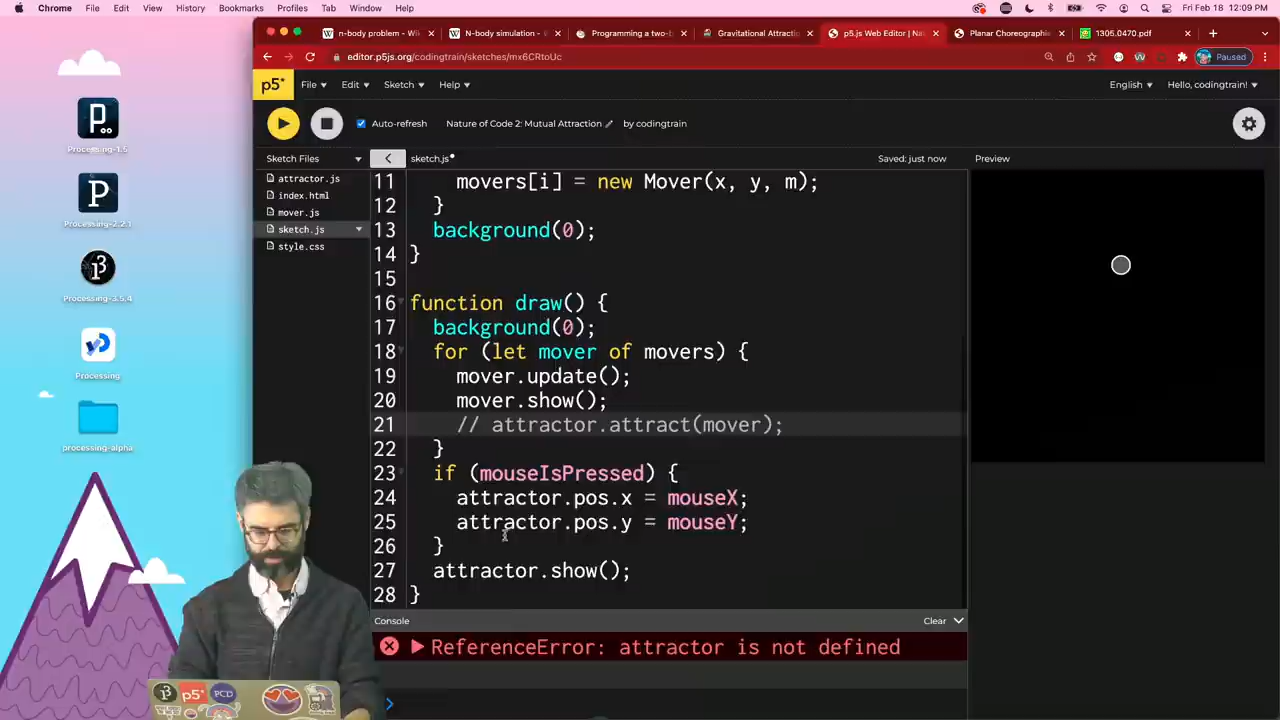 Chrome File Edit View History Bookmarks Profiles Tab Window Help Fri Feb 18 12:09 PM
n-body problem - Wik N-body simulation - W Programming a two-b Gravitational Attractio p5.js Web Editor | Nat Planar Choreographie 1305.0470.pdf
editor.p5js.org/codingtrain/sketches/mx6CRtoUc Paused
p5* File Edit Sketch Help English Hello, codingtrain!
Auto-refresh Nature of Code 2: Mutual Attraction by codingtrain
Sketch Files sketch.js Saved: just now Preview
attractor.js
index.html
mover.js
sketch.js
style.css
11 movers[i] = new Mover(x, y, m);
12 }
13 background(0);
14 }
15
16 function draw() {
17 background(0);
18 for (let mover of movers) {
19 mover.update();
20 mover.show();
21 // attractor.attract(mover);
22 }
23 if (mouseIsPressed) {
24 attractor.pos.x = mouseX;
25 attractor.pos.y = mouseY;
26 }
27 attractor.show();
28 }
Console Clear
ReferenceError: attractor is not defined
Processing-1.5
Processing-2.2.1
Processing-3.5.4
Processing
processing-alpha
p5*
PCD